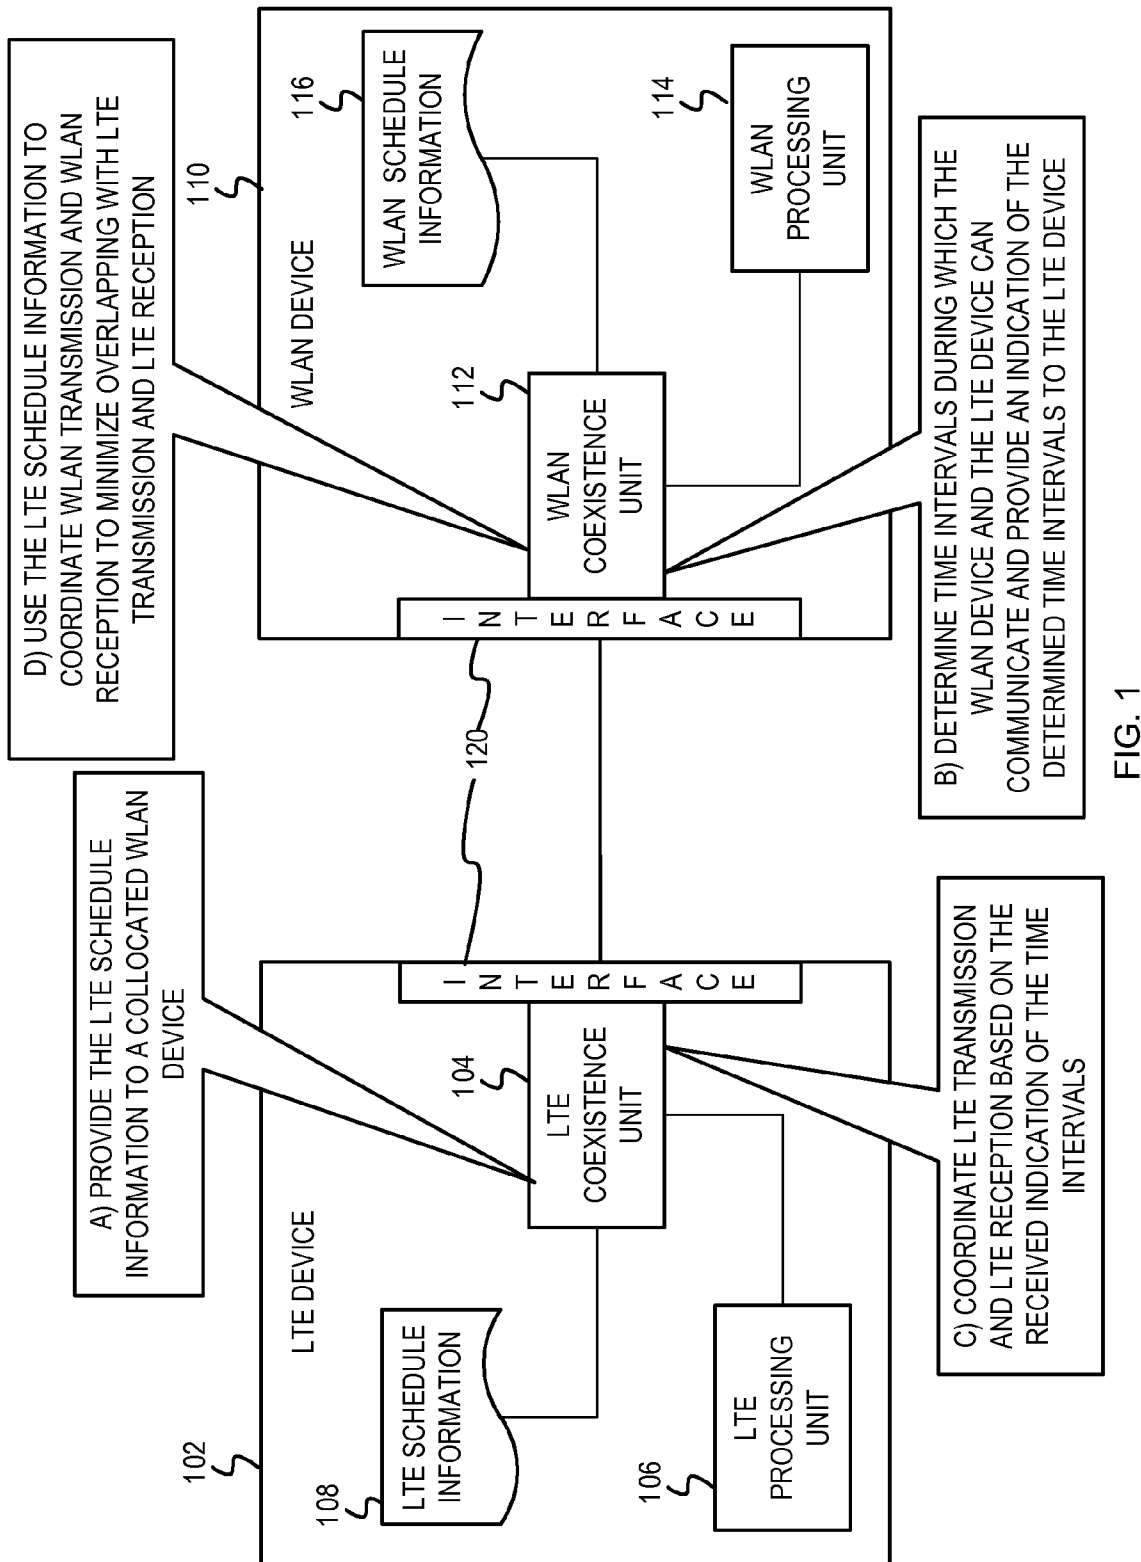 A) PROVIDE THE LTE SCHEDULE
INFORMATION TO A COLLOCATED WLAN
DEVICE
D) USE THE LTE SCHEDULE INFORMATION TO
COORDINATE WLAN TRANSMISSION AND WLAN
RECEPTION TO MINIMIZE OVERLAPPING WITH LTE
TRANSMISSION AND LTE RECEPTION
102
LTE DEVICE
108
LTE SCHEDULE
INFORMATION
104
LTE
COEXISTENCE
UNIT
106
LTE
PROCESSING
UNIT
INTERFACE
120
INTERFACE
110
WLAN DEVICE
112
WLAN
COEXISTENCE
UNIT
116
WLAN SCHEDULE
INFORMATION
114
WLAN
PROCESSING
UNIT
C) COORDINATE LTE TRANSMISSION
AND LTE RECEPTION BASED ON THE
RECEIVED INDICATION OF THE TIME
INTERVALS
B) DETERMINE TIME INTERVALS DURING WHICH THE
WLAN DEVICE AND THE LTE DEVICE CAN
COMMUNICATE AND PROVIDE AN INDICATION OF THE
DETERMINED TIME INTERVALS TO THE LTE DEVICE
FIG. 1